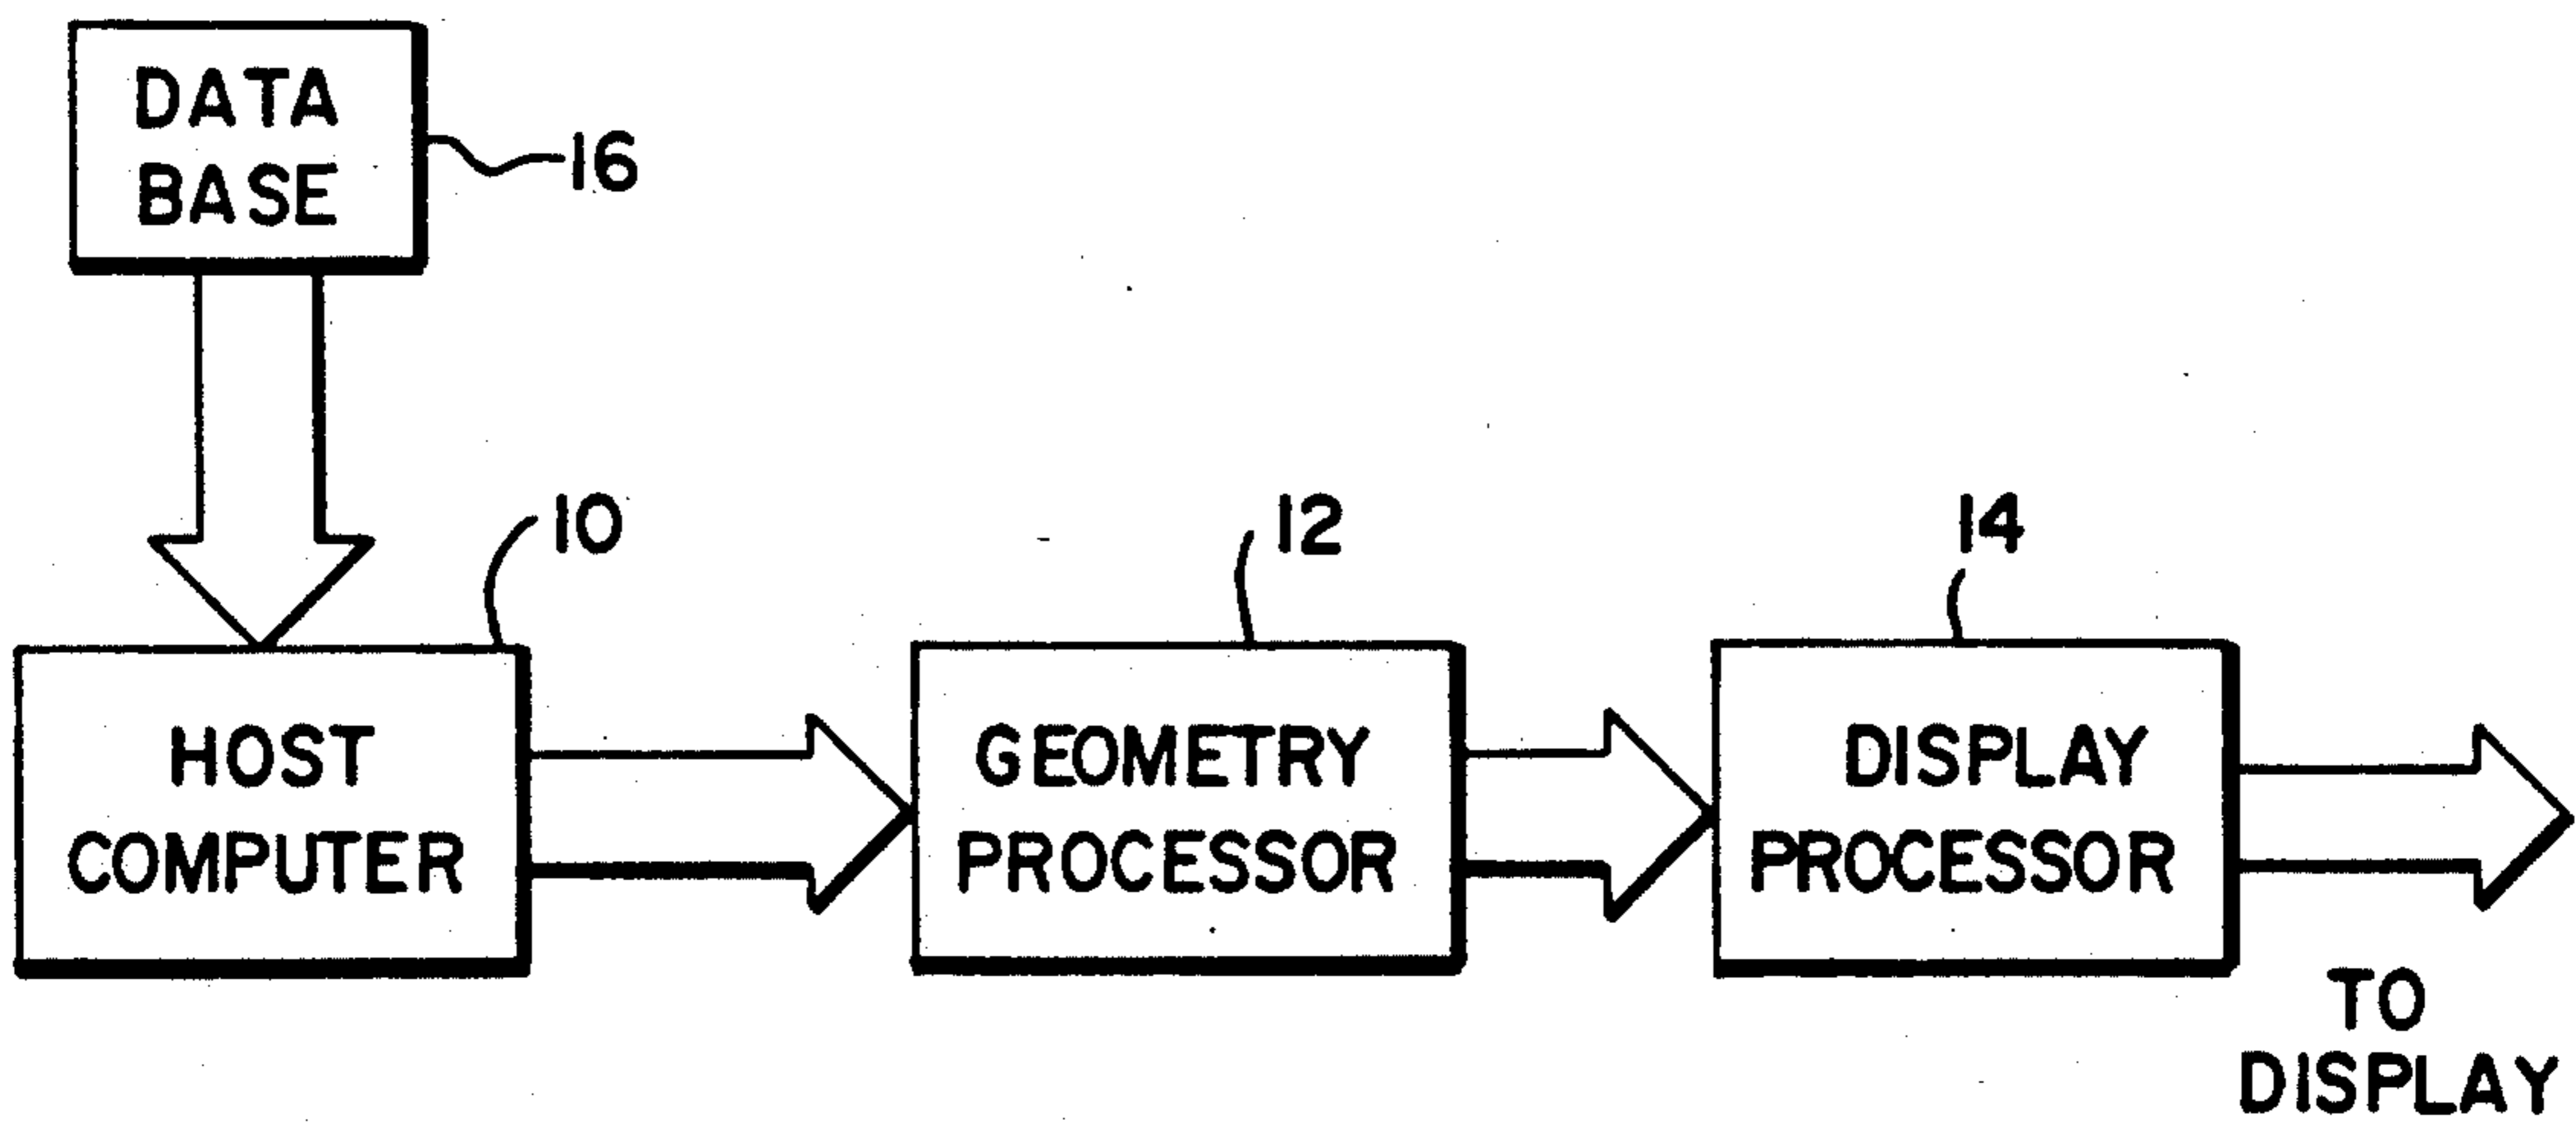 DATA
BASE
16
10
12
14
HOST
COMPUTER
GEOMETRY
PROCESSOR
DISPLAY
PROCESSOR
TO
DISPLAY